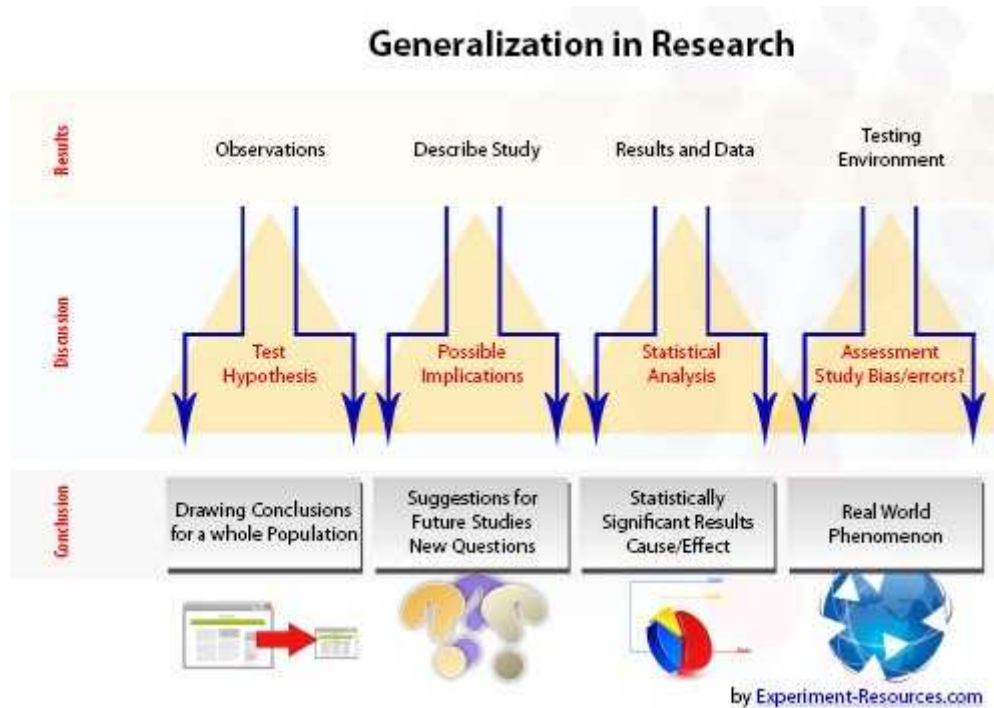 Generalization in Research
Results
Observations
Describe Study
Results and Data
Testing
Environment
Discussion
Test
Hypothesis
Possible
Implications
Statistical
Analysis
Assessment
Study Bias/errors?
Conclusion
Drawing Conclusions
for a whole Population
Suggestions for
Future Studies
New Questions
Statistically
Significant Results
Cause/Effect
Real World
Phenomenon
by Experiment-Resources.com